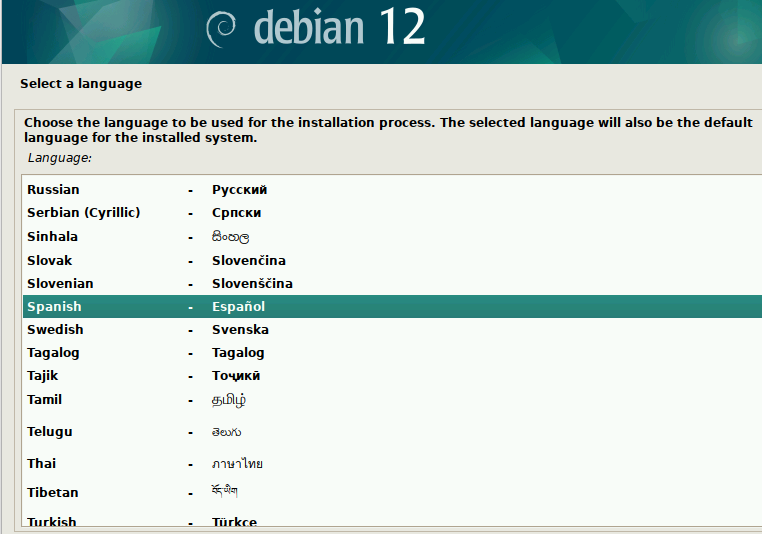 debian 12
Select a language
Choose the language to be used for the installation process. The selected language will also be the default
language for the installed system.
Language:
Russian - Русский
Serbian (Cyrillic) - Српски
Sinhala - සිංහල
Slovak - Slovenčina
Slovenian - Slovenščina
Spanish - Español
Swedish - Svenska
Tagalog - Tagalog
Tajik - Тоҷикӣ
Tamil - தமிழ்
Telugu - తెలుగు
Thai - ภาษาไทย
Tibetan - བོད་ཡིག
Turkish - Türkçe